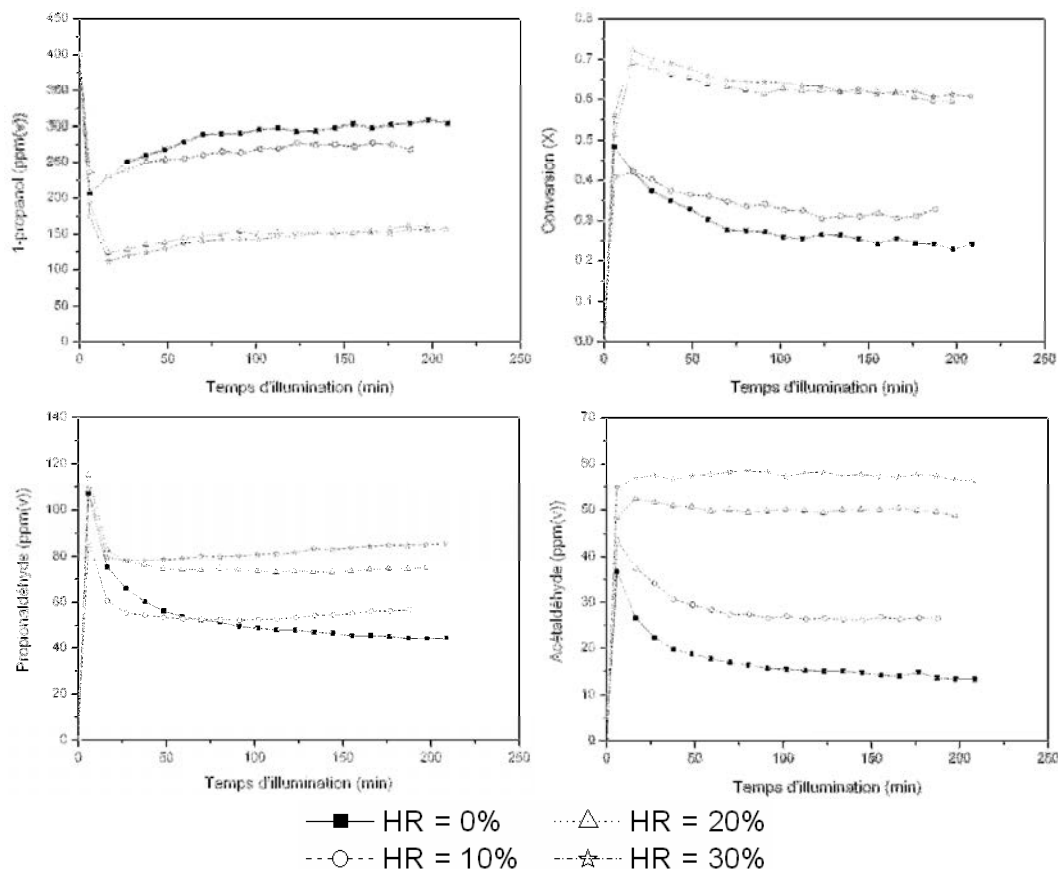 1-propanol (ppm(v))
450
400
350
300
250
200
150
100
50
0
0 50 100 150 200 250
Temps d'illumination (min)
Conversion (X)
0.8
0.7
0.6
0.5
0.4
0.3
0.2
0.1
0.0
0 50 100 150 200 250
Temps d'illumination (min)
Propionaldéhyde (ppm(v))
140
120
100
80
60
40
20
0
0 50 100 150 200 250
Temps d'illumination (min)
Acétaldéhyde (ppm(v))
70
60
50
40
30
20
10
0
0 50 100 150 200 250
Temps d'illumination (min)
HR = 0% HR = 20%
HR = 10% HR = 30%